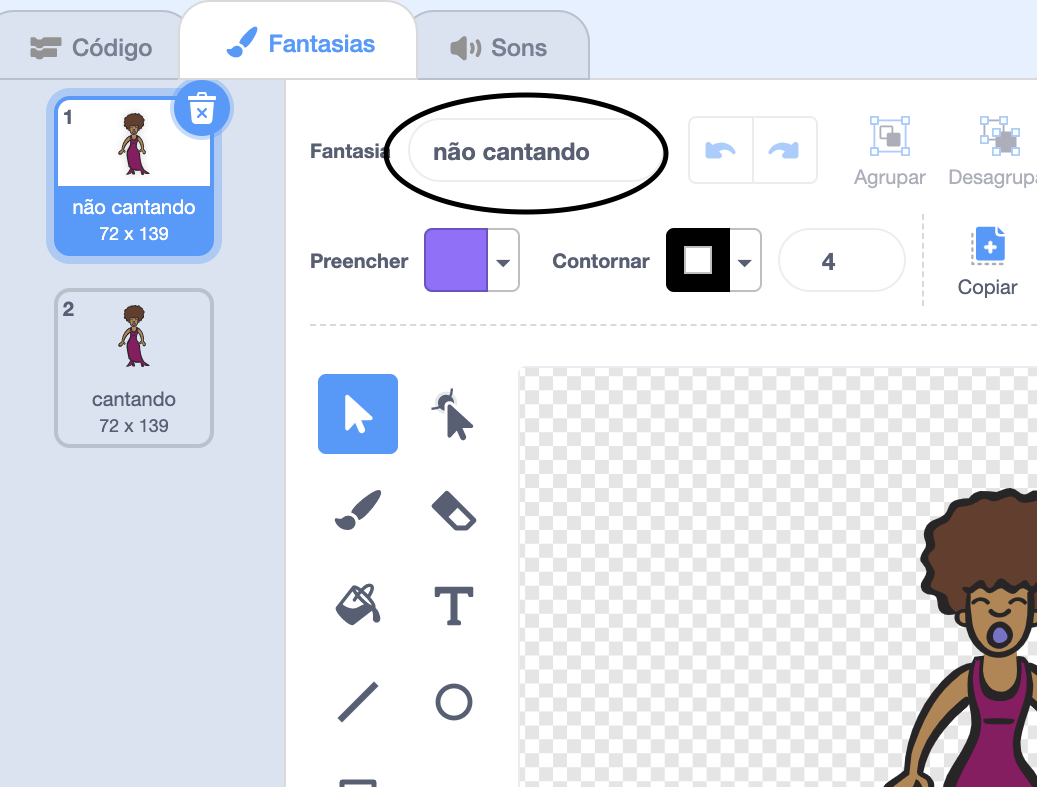 Código
Fantasias
Sons
1
não cantando
72 x 139
2
cantando
72 x 139
Fantasia
não cantando
Agrupar
Desagrupa
Preencher
Contornar
4
Copiar